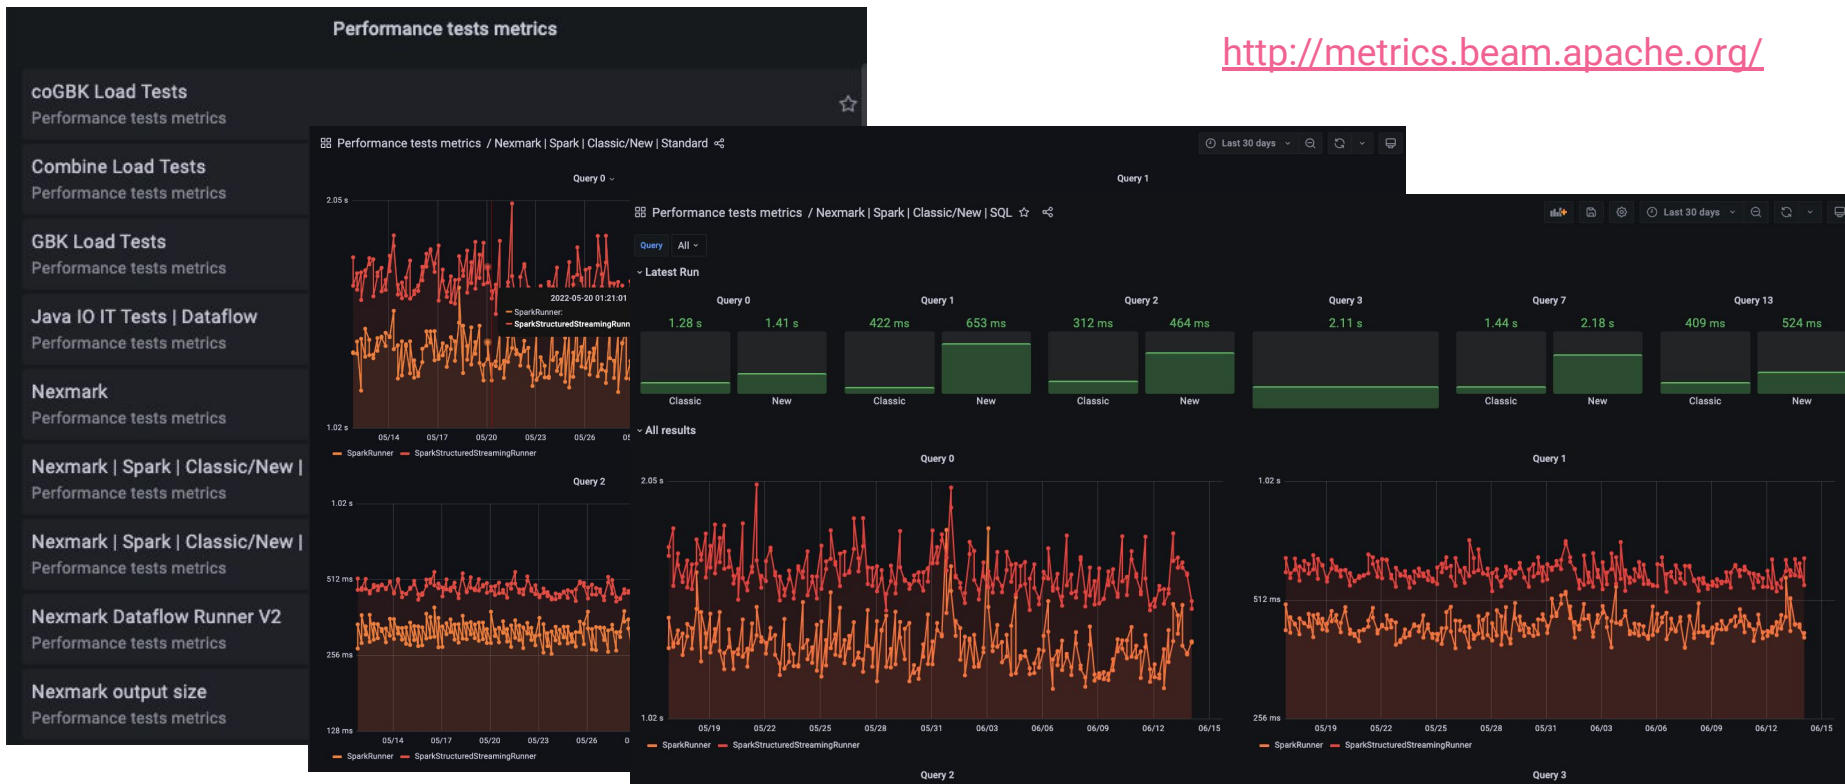 Performance tests metrics
http://metrics.beam.apache.org/
coGBK Load Tests
Performance tests metrics
Combine Load Tests
Performance tests metrics
GBK Load Tests
Performance tests metrics
Java IO IT Tests | Dataflow
Performance tests metrics
Nexmark
Performance tests metrics
Nexmark | Spark | Classic/New |
Performance tests metrics
Nexmark | Spark | Classic/New |
Performance tests metrics
Nexmark Dataflow Runner V2
Performance tests metrics
Nexmark output size
Performance tests metrics
Performance tests metrics / Nexmark | Spark | Classic/New | Standard
Last 30 days
Query 0
Query 1
2.05 s
1.02 s
2022-05-20 01:21:01
SparkRunner:
SparkStructuredStreamingRunn
05/14 05/17 05/20 05/23 05/26
SparkRunner SparkStructuredStreamingRunner
Query 2
1.02 s
512 ms
256 ms
128 ms
05/14 05/17 05/20 05/23 05/26
SparkRunner SparkStructuredStreamingRunner
Performance tests metrics / Nexmark | Spark | Classic/New | SQL
Last 30 days
Query All
Latest Run
Query 0 Query 1 Query 2 Query 3 Query 7 Query 13
1.28 s 1.41 s 422 ms 653 ms 312 ms 464 ms 2.11 s 1.44 s 2.18 s 409 ms 524 ms
Classic New Classic New Classic New Classic New Classic New
All results
Query 0
2.05 s
1.02 s
05/19 05/22 05/25 05/28 05/31 06/03 06/06 06/09 06/12 06/15
SparkRunner SparkStructuredStreamingRunner
Query 1
1.02 s
512 ms
256 ms
05/19 05/22 05/25 05/28 05/31 06/03 06/06 06/09 06/12 06/15
SparkRunner SparkStructuredStreamingRunner
Query 2
Query 3